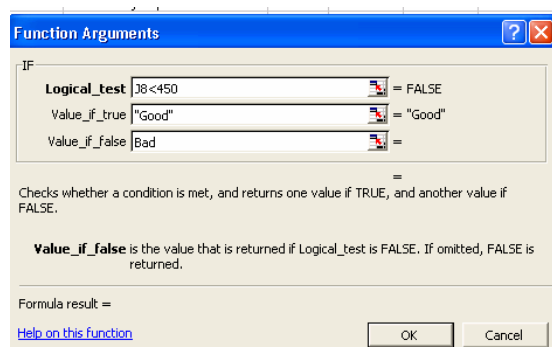 Function Arguments
IF
Logical_test J8<450 = FALSE
Value_if_true "Good" = "Good"
Value_if_false Bad =
=
Checks whether a condition is met, and returns one value if TRUE, and another value if
FALSE.
Value_if_false is the value that is returned if Logical_test is FALSE. If omitted, FALSE is
returned.
Formula result =
Help on this function OK Cancel